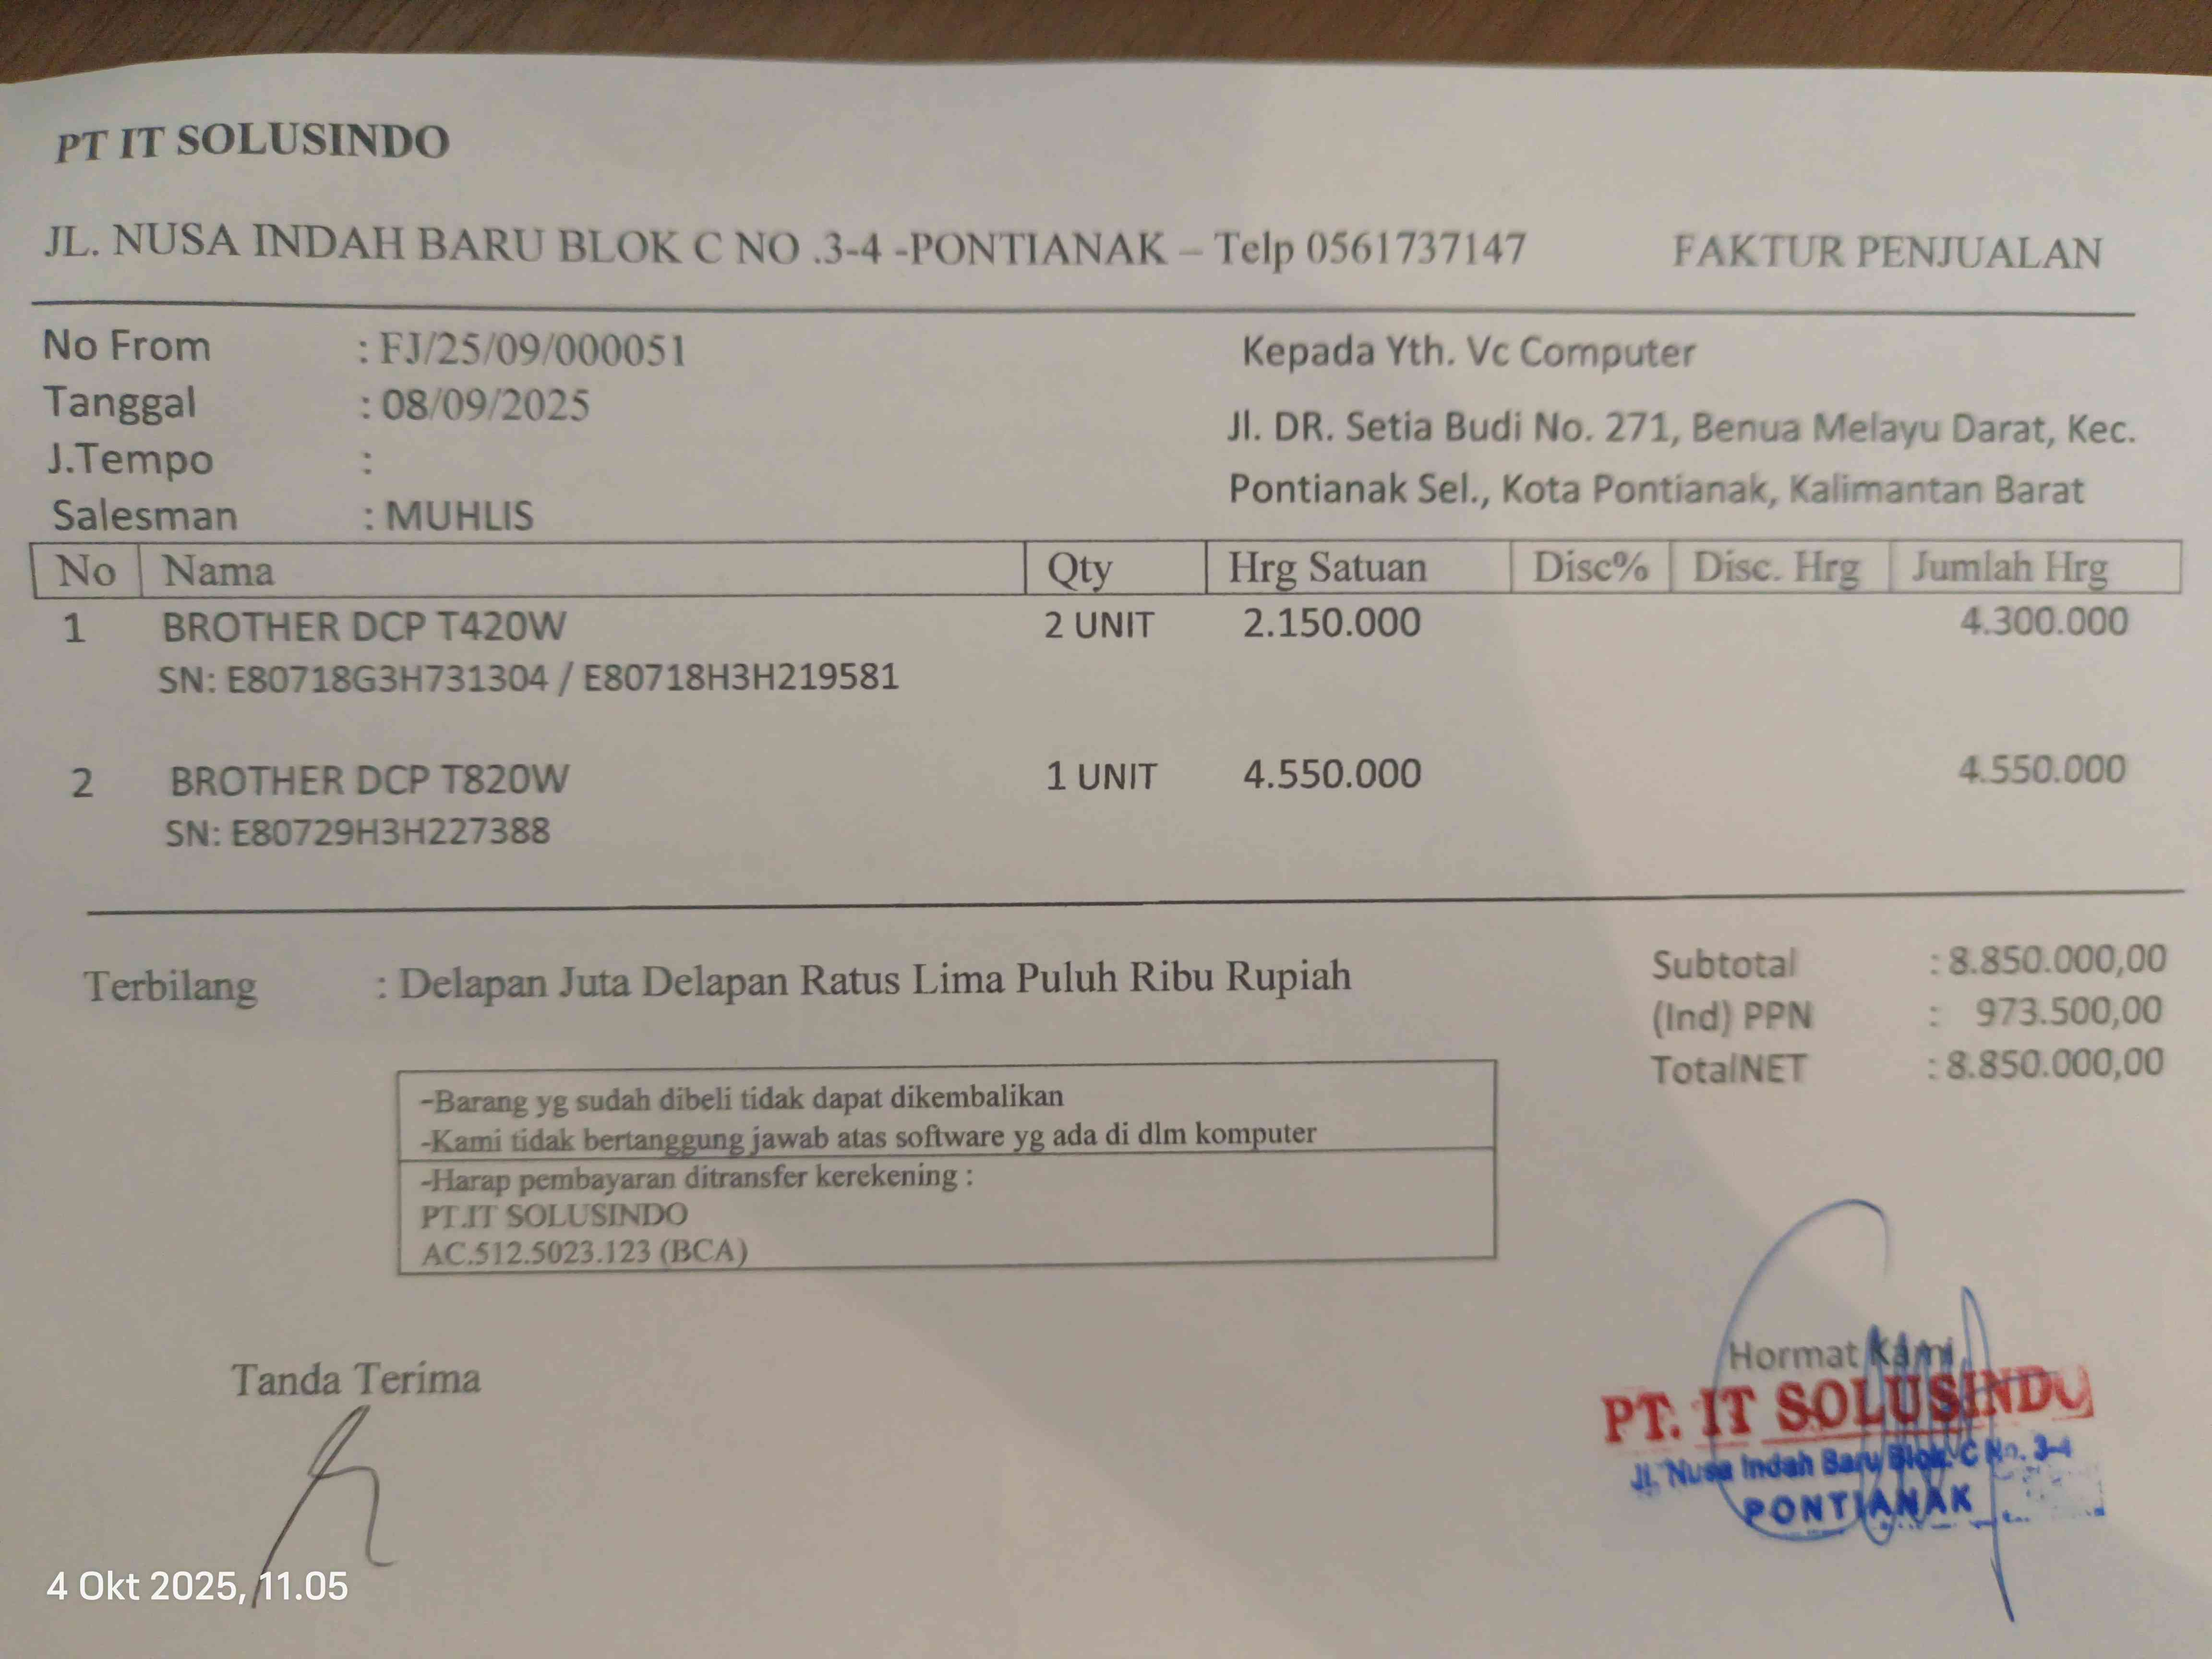 PT IT SOLUSINDO
JL. NUSA INDAH BARU BLOK C NO .3-4 -PONTIANAK – Telp 0561737147 FAKTUR PENJUALAN
No From : FJ/25/09/000051 Kepada Yth. Vc Computer
Tanggal : 08/09/2025
Jl. DR. Setia Budi No. 271, Benua Melayu Darat, Kec.
J.Tempo :
Pontianak Sel., Kota Pontianak, Kalimantan Barat
Salesman : MUHLIS
No Nama Qty Hrg Satuan Disc% Disc. Hrg Jumlah Hrg
1 BROTHER DCP T420W 2 UNIT 2.150.000 4.300.000
SN: E80718G3H731304 / E80718H3H219581
2 BROTHER DCP T820W 1 UNIT 4.550.000 4.550.000
SN: E80729H3H227388
Terbilang : Delapan Juta Delapan Ratus Lima Puluh Ribu Rupiah
Subtotal : 8.850.000,00
(Ind) PPN : 973.500,00
TotalNET : 8.850.000,00
-Barang yg sudah dibeli tidak dapat dikembalikan
-Kami tidak bertanggung jawab atas software yg ada di dlm komputer
-Harap pembayaran ditransfer kerekening :
PT.IT SOLUSINDO
AC.512.5023.123 (BCA)
Tanda Terima
Hormat Kami
PT. IT SOLUSINDO
Jl. Nusa Indah Baru Blok. C No. 3-4
PONTIANAK
4 Okt 2025, 11.05